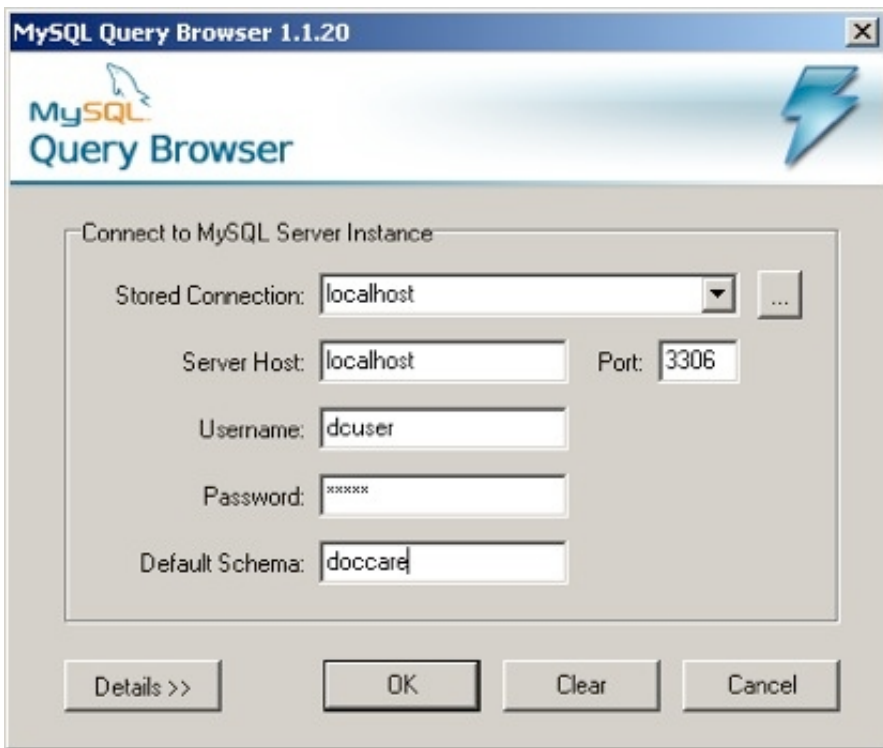 MySQL Query Browser 1.1.20
MySQL
Query Browser
Connect to MySQL Server Instance
Stored Connection: localhost ...
Server Host: localhost Port: 3306
Username: dcuser
Password: *****
Default Schema: doccare
Details >> OK Clear Cancel